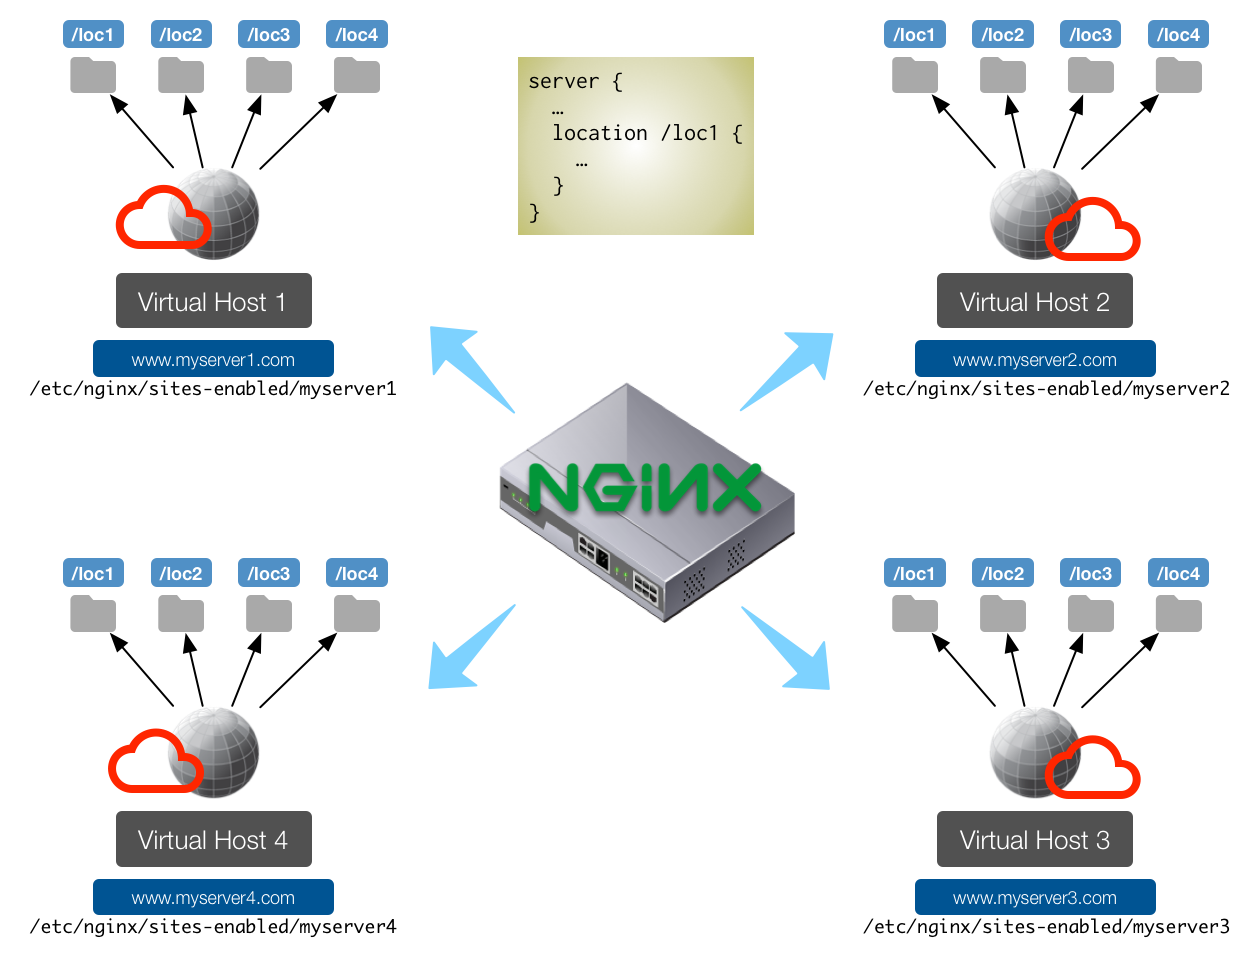 /loc1 /loc2 /loc3 /loc4
Virtual Host 1
www.myserver1.com
/etc/nginx/sites-enabled/myserver1
server {
…
location /loc1 {
…
}
}
/loc1 /loc2 /loc3 /loc4
Virtual Host 2
www.myserver2.com
/etc/nginx/sites-enabled/myserver2
NGiNX
/loc1 /loc2 /loc3 /loc4
Virtual Host 4
www.myserver4.com
/etc/nginx/sites-enabled/myserver4
/loc1 /loc2 /loc3 /loc4
Virtual Host 3
www.myserver3.com
/etc/nginx/sites-enabled/myserver3